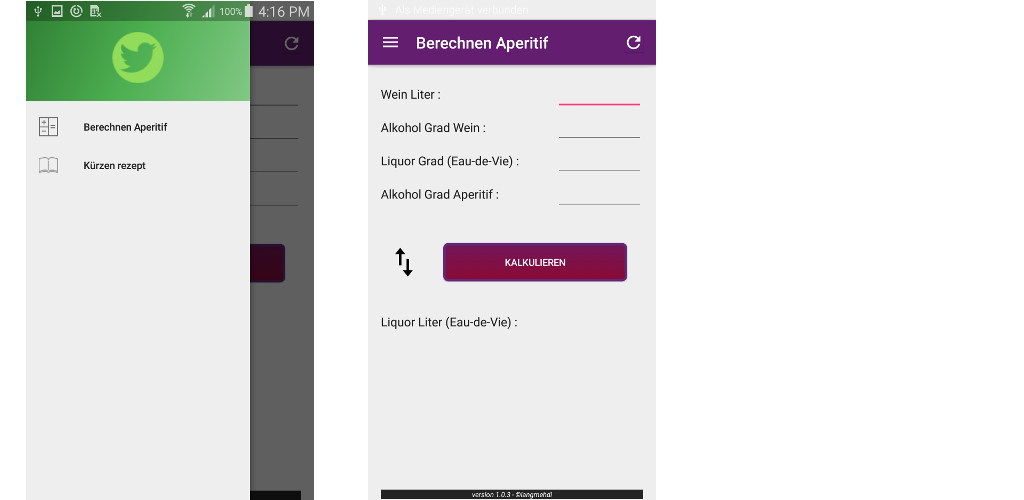 100% 4:16 PM
Berechnen Aperitif
Kürzen rezept
Als Mediengerät verbunden
Berechnen Aperitif
Wein Liter :
Alkohol Grad Wein :
Liquor Grad (Eau-de-Vie) :
Alkohol Grad Aperitif :
KALKULIEREN
Liquor Liter (Eau-de-Vie) :
version 1.0.3 - ©lengmehdi